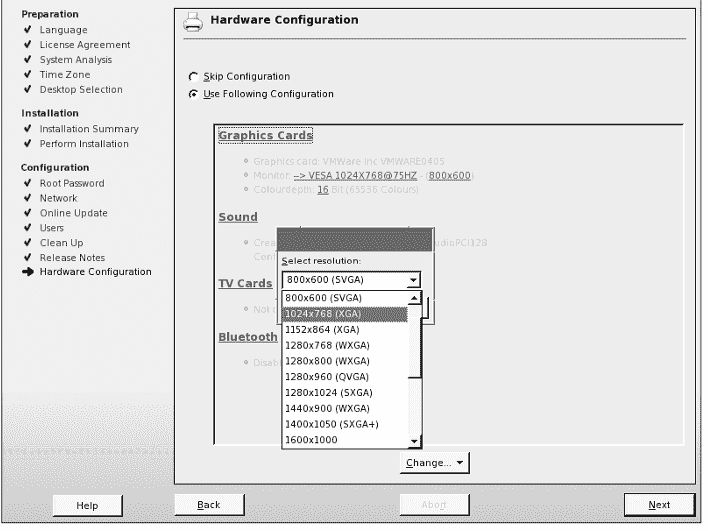 Preparation
Language
License Agreement
System Analysis
Time Zone
Desktop Selection
Installation
Installation Summary
Perform Installation
Configuration
Root Password
Network
Online Update
Users
Clean Up
Release Notes
Hardware Configuration
Hardware Configuration
Skip Configuration
Use Following Configuration
Graphics Cards
Graphics card: VMWare Inc VMWARE0405
Monitor: --> VESA 1024X768@75HZ - (800x600)
Colourdepth: 16 Bit (65536 Colours)
Sound
TV Cards
Not
Bluetooth
Select resolution:
800x600 (SVGA)
800x600 (SVGA)
1024x768 (XGA)
1152x864 (XGA)
1280x768 (WXGA)
1280x800 (WXGA)
1280x960 (QVGA)
1280x1024 (SXGA)
1440x900 (WXGA)
1400x1050 (SXGA+)
1600x1000
Change...
Help
Back
Abort
Next